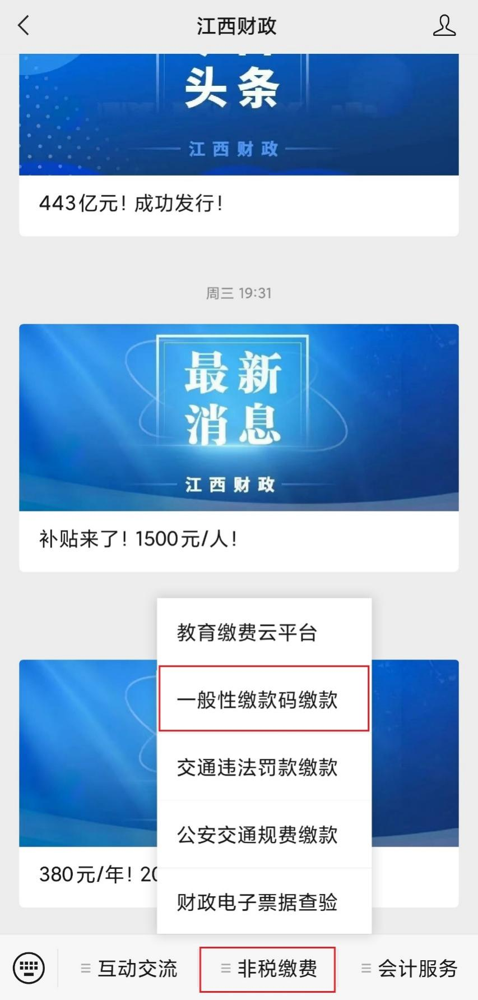 江西财政
头条
江西财政
443亿元！成功发行！
周三 19:31
最新
消息
江西财政
补贴来了！1500元/人！
教育缴费云平台
一般性缴款码缴款
交通违法罚款缴款
公安交通规费缴款
380元/年！20
财政电子票据查验
互动交流
非税缴费
会计服务